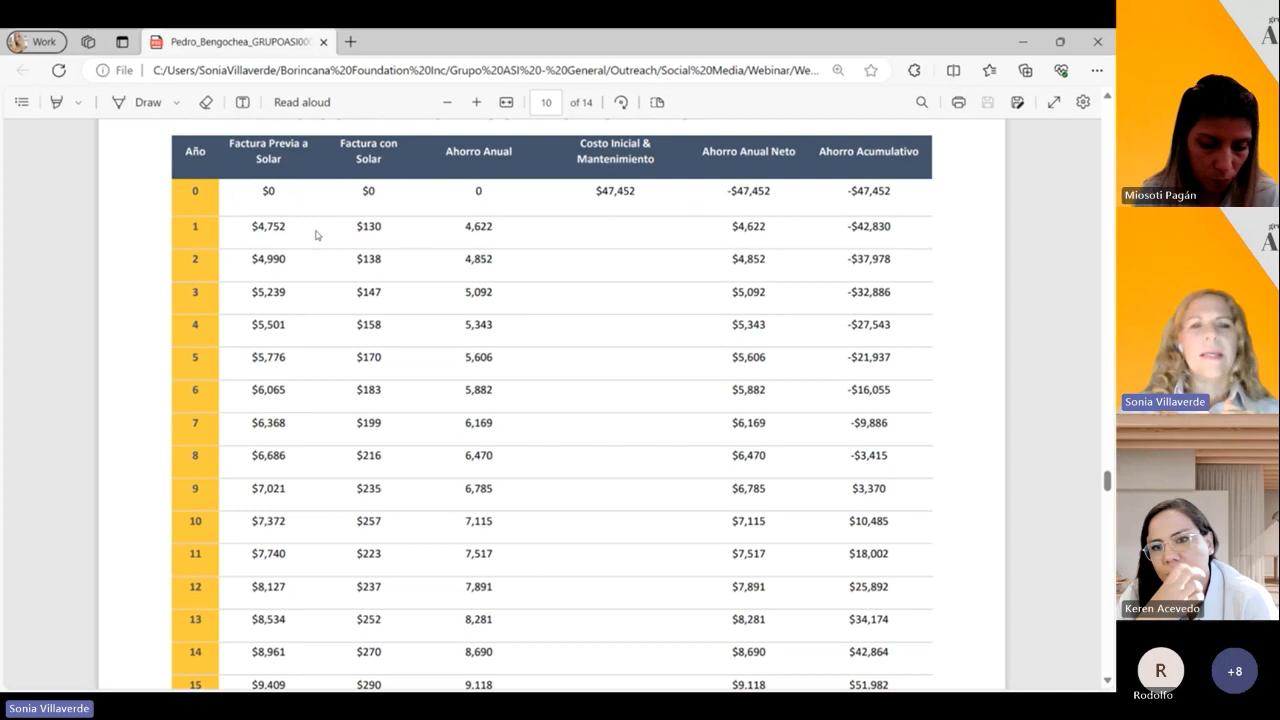 Work
Pedro_Bengochea_GRUPOASI00
File
C:/Users/SoniaVillaverde/Borincana%20Foundation%20Inc/Grupo%20ASI%20-%20General/Outreach/Social%20Media/Webinar/We...
Draw
Read aloud
10 of 14
Año Factura Previa a Solar Factura con Solar Ahorro Anual Costo Inicial & Mantenimiento Ahorro Anual Neto Ahorro Acumulativo
0 $0 $0 0 $47,452 -$47,452 -$47,452
1 $4,752 $130 4,622 $4,622 -$42,830
2 $4,990 $138 4,852 $4,852 -$37,978
3 $5,239 $147 5,092 $5,092 -$32,886
4 $5,501 $158 5,343 $5,343 -$27,543
5 $5,776 $170 5,606 $5,606 -$21,937
6 $6,065 $183 5,882 $5,882 -$16,055
7 $6,368 $199 6,169 $6,169 -$9,886
8 $6,686 $216 6,470 $6,470 -$3,415
9 $7,021 $235 6,785 $6,785 $3,370
10 $7,372 $257 7,115 $7,115 $10,485
11 $7,740 $223 7,517 $7,517 $18,002
12 $8,127 $237 7,891 $7,891 $25,892
13 $8,534 $252 8,281 $8,281 $34,174
14 $8,961 $270 8,690 $8,690 $42,864
15 $9,409 $290 9,118 $9,118 $51,982
Miosoti Pagán
Sonia Villaverde
Keren Acevedo
R
+8
Rodolfo
Sonia Villaverde